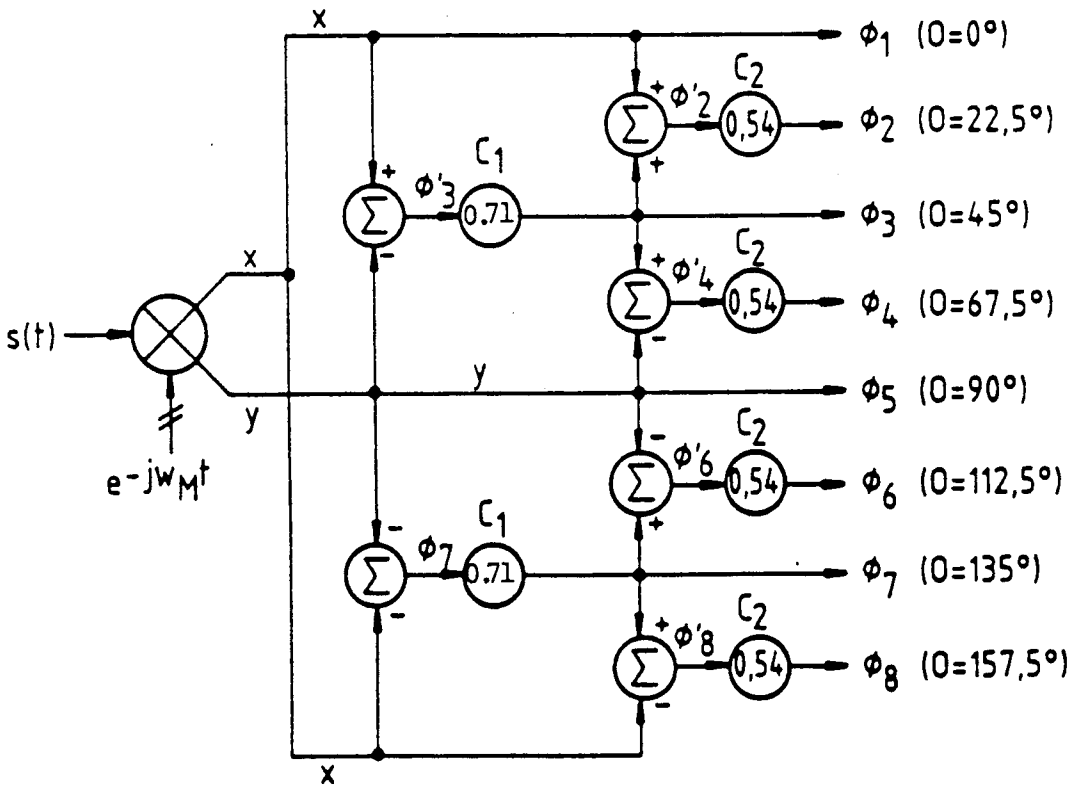 x
ϕ1 (O=0°)
C2
+
ϕ'2
Σ
0,54
ϕ2 (O=22,5°)
+
C1
+
ϕ'3
Σ
0.71
ϕ3 (O=45°)
-
C2
+
ϕ'4
Σ
0,54
ϕ4 (O=67,5°)
-
x
s(t)
y
y
ϕ5 (O=90°)
e-jwMt
C2
-
ϕ'6
Σ
0,54
ϕ6 (O=112,5°)
+
C1
-
ϕ7
Σ
0.71
ϕ7 (O=135°)
-
C2
+
ϕ'8
Σ
0,54
ϕ8 (O=157,5°)
-
x